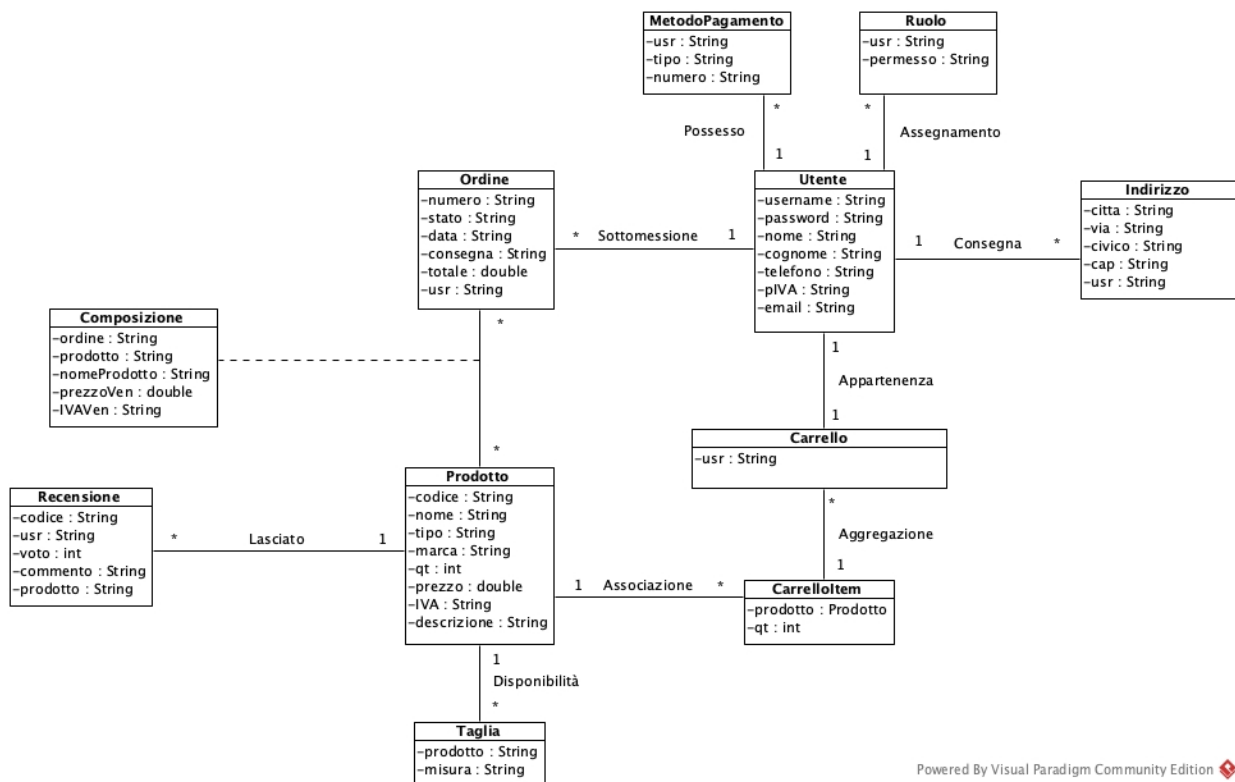 MetodoPagamento
–usr : String
–tipo : String
–numero : String
Ruolo
–usr : String
–permesso : String
*
*
Possesso
Assegnamento
1
1
Ordine
–numero : String
–stato : String
–data : String
–consegna : String
–totale : double
–usr : String
* Sottomessione 1
Utente
–username : String
–password : String
–nome : String
–cognome : String
–telefono : String
–pIVA : String
–email : String
1 Consegna *
Indirizzo
–citta : String
–via : String
–civico : String
–cap : String
–usr : String
Composizione
–ordine : String
–prodotto : String
–nomeProdotto : String
–prezzoVen : double
–IVAVen : String
*
*
1
Appartenenza
1
Carrello
–usr : String
*
Aggregazione
1
Recensione
–codice : String
–usr : String
–voto : int
–commento : String
–prodotto : String
* Lasciato 1
Prodotto
–codice : String
–nome : String
–tipo : String
–marca : String
–qt : int
–prezzo : double
–IVA : String
–descrizione : String
1 Associazione *
CarrelloItem
–prodotto : Prodotto
–qt : int
1
Disponibilità
*
Taglia
–prodotto : String
–misura : String
Powered By Visual Paradigm Community Edition